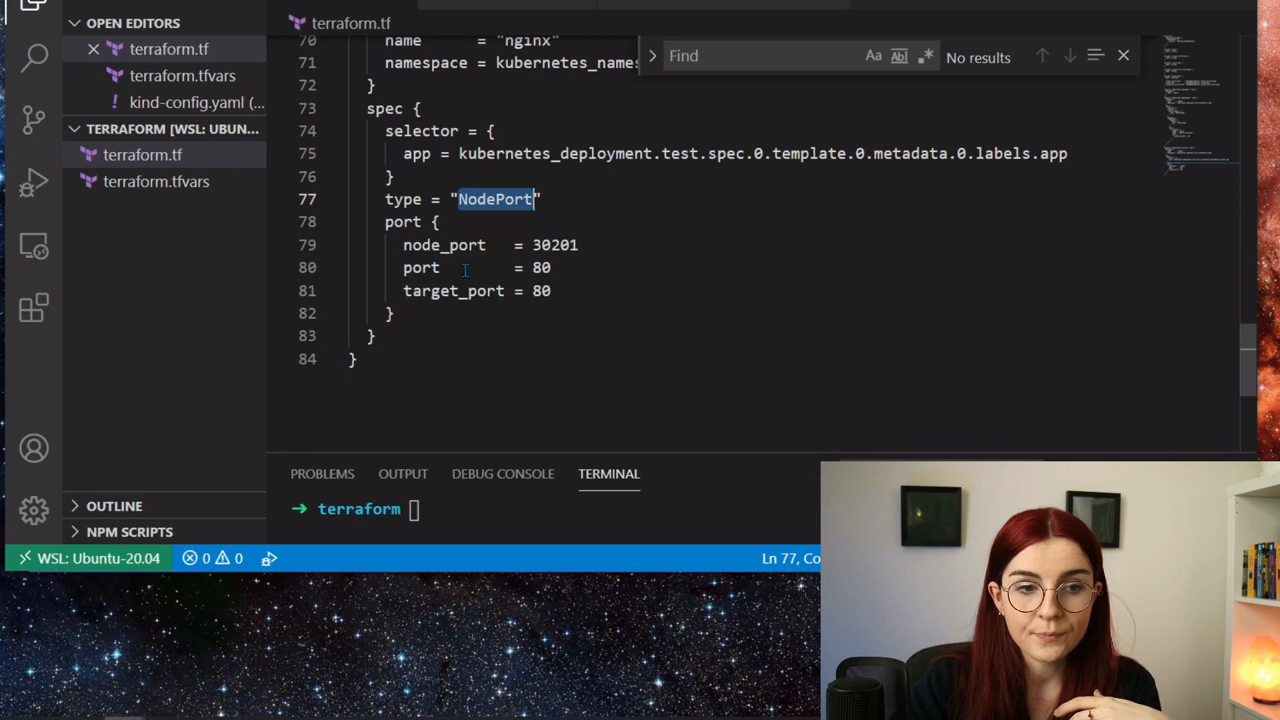 OPEN EDITORS
terraform.tf
terraform.tfvars
kind-config.yaml (...
TERRAFORM [WSL: UBUN...
terraform.tf
terraform.tfvars
OUTLINE
NPM SCRIPTS
terraform.tf
Find
Aa
Abl
No results
70 name = "nginx"
71 namespace = kubernetes_names
72 }
73 spec {
74 selector = {
75 app = kubernetes_deployment.test.spec.0.template.0.metadata.0.labels.app
76 }
77 type = "NodePort"
78 port {
79 node_port = 30201
80 port = 80
81 target_port = 80
82 }
83 }
84 }
PROBLEMS OUTPUT DEBUG CONSOLE TERMINAL
→ terraform
WSL: Ubuntu-20.04 0 0 Ln 77, Co